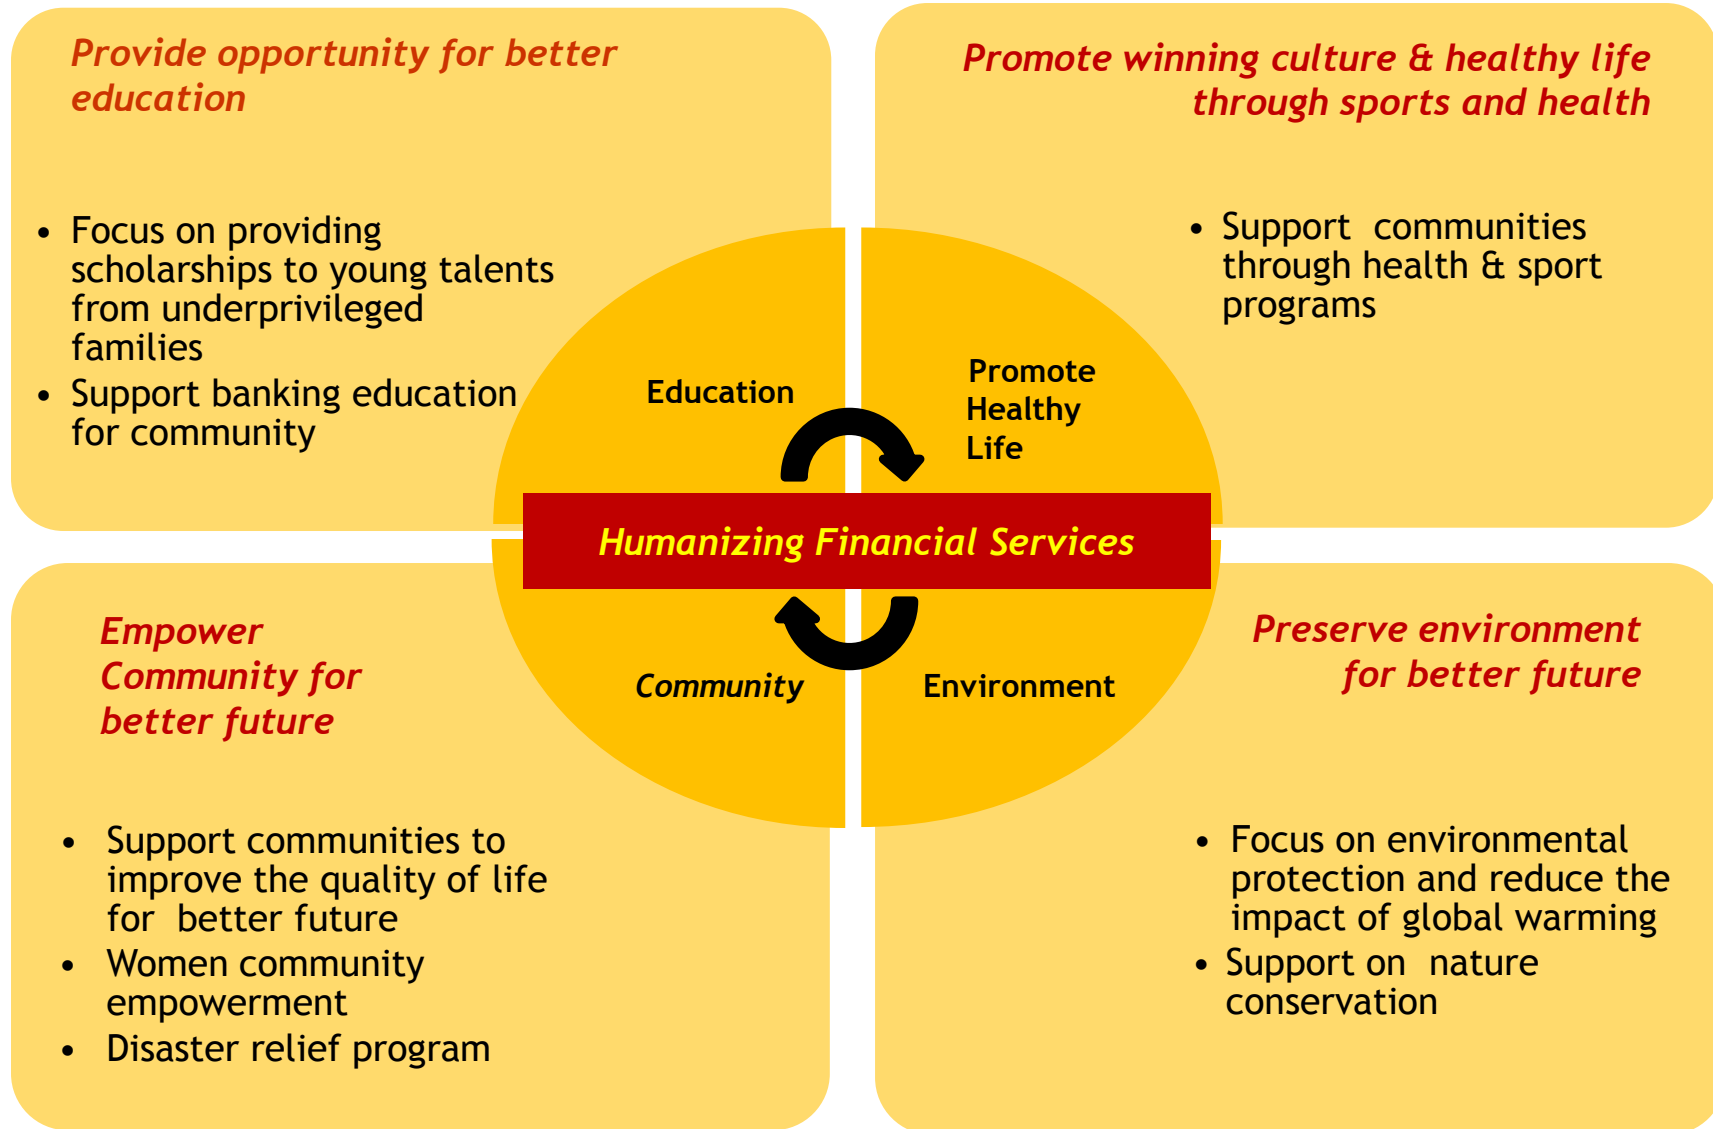 Provide opportunity for better
education
• Focus on providing
scholarships to young talents
from underprivileged
families
• Support banking education
for community
Promote winning culture & healthy life
through sports and health
• Support communities
through health & sport
programs
Education
Promote
Healthy
Life
Humanizing Financial Services
Community
Environment
Empower
Community for
better future
• Support communities to
improve the quality of life
for better future
• Women community
empowerment
• Disaster relief program
Preserve environment
for better future
• Focus on environmental
protection and reduce the
impact of global warming
• Support on nature
conservation